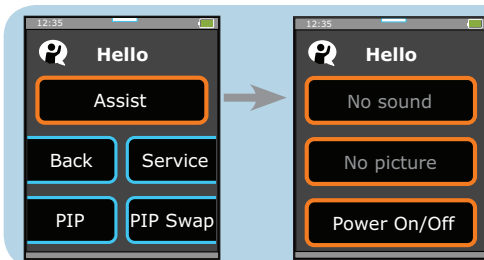 12:35
Hello
Assist
Back Service
PIP PIP Swap
12:35
Hello
No sound
No picture
Power On/Off